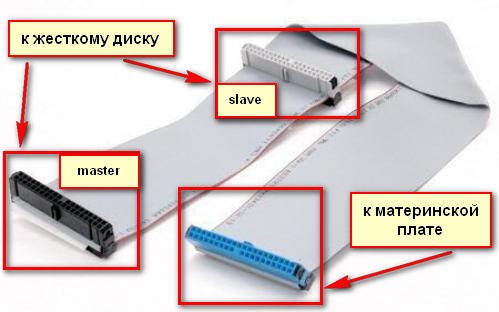 к жесткому диску
slave
master
к материнской
плате